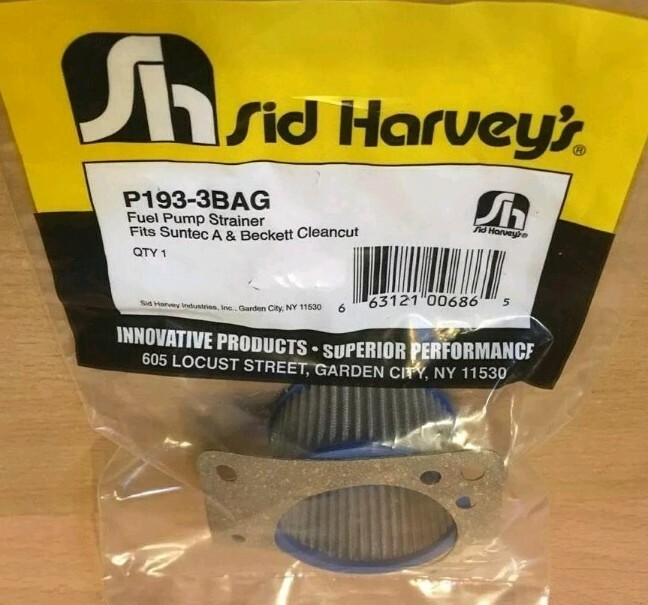 Sh Sid Harvey's®
P193-3BAG
Fuel Pump Strainer
Fits Suntec A & Beckett Cleancut
QTY 1
Sh
Sid Harvey's®
Sid Harvey Industries, Inc., Garden City, NY 11530
6 63121 00686 5
INNOVATIVE PRODUCTS • SUPERIOR PERFORMANCE
605 LOCUST STREET, GARDEN CITY, NY 11530